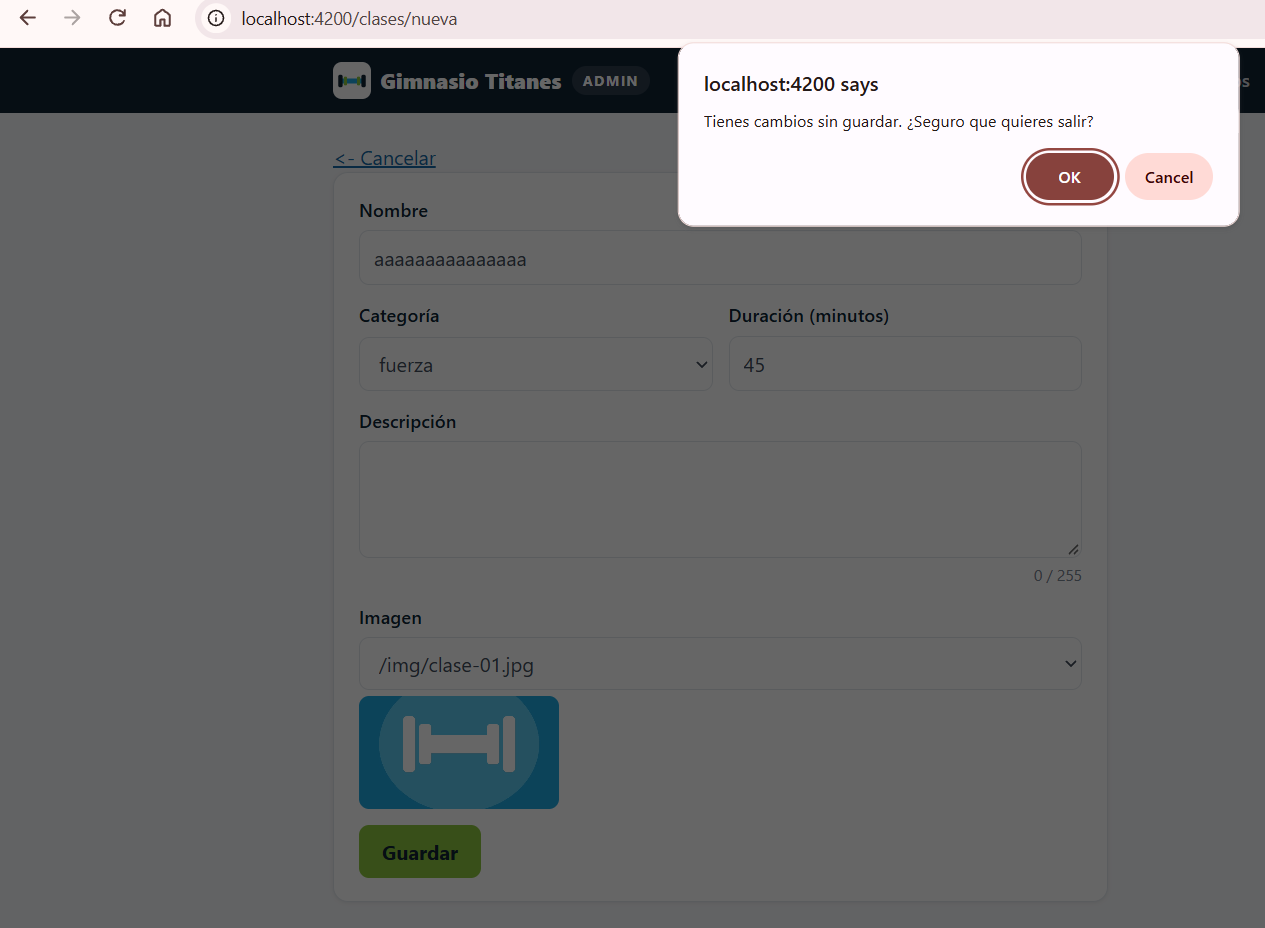 localhost:4200/clases/nueva
Gimnasio Titanes ADMIN
localhost:4200 says
Tienes cambios sin guardar. ¿Seguro que quieres salir?
OK Cancel
<- Cancelar
Nombre
aaaaaaaaaaaaaaa
Categoría Duración (minutos)
fuerza 45
Descripción
0 / 255
Imagen
/img/clase-01.jpg
Guardar